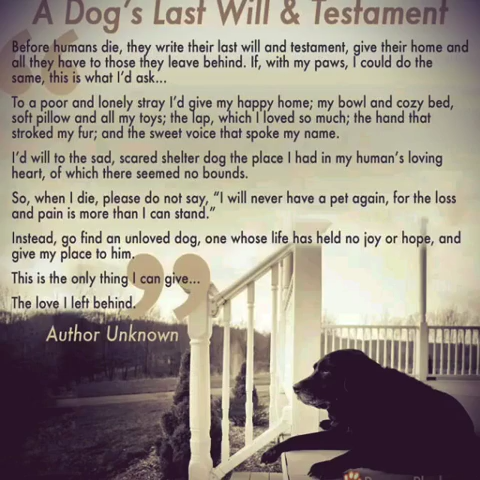 A Dog's Last Will & Testament
Before humans die, they write their last will and testament, give their home and
all they have to those they leave behind. If, with my paws, I could do the
same, this is what I'd ask...
To a poor and lonely stray I'd give my happy home; my bowl and cozy bed,
soft pillow and all my toys; the lap, which I loved so much; the hand that
stroked my fur; and the sweet voice that spoke my name.
I'd will to the sad, scared shelter dog the place I had in my human's loving
heart, of which there seemed no bounds.
So, when I die, please do not say, "I will never have a pet again, for the loss
and pain is more than I can stand."
Instead, go find an unloved dog, one whose life has held no joy or hope, and
give my place to him.
This is the only thing I can give...
The love I left behind.
Author Unknown